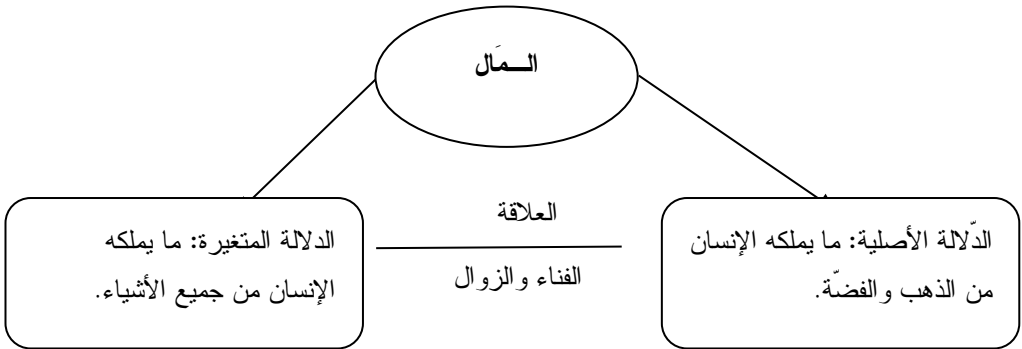 الــمَال
الدّلالة الأصلية: ما يملكه الإنسان
من الذهب والفضّة.
العلاقة
الفناء والزوال
الدلالة المتغيرة: ما يملكه
الإنسان من جميع الأشياء.